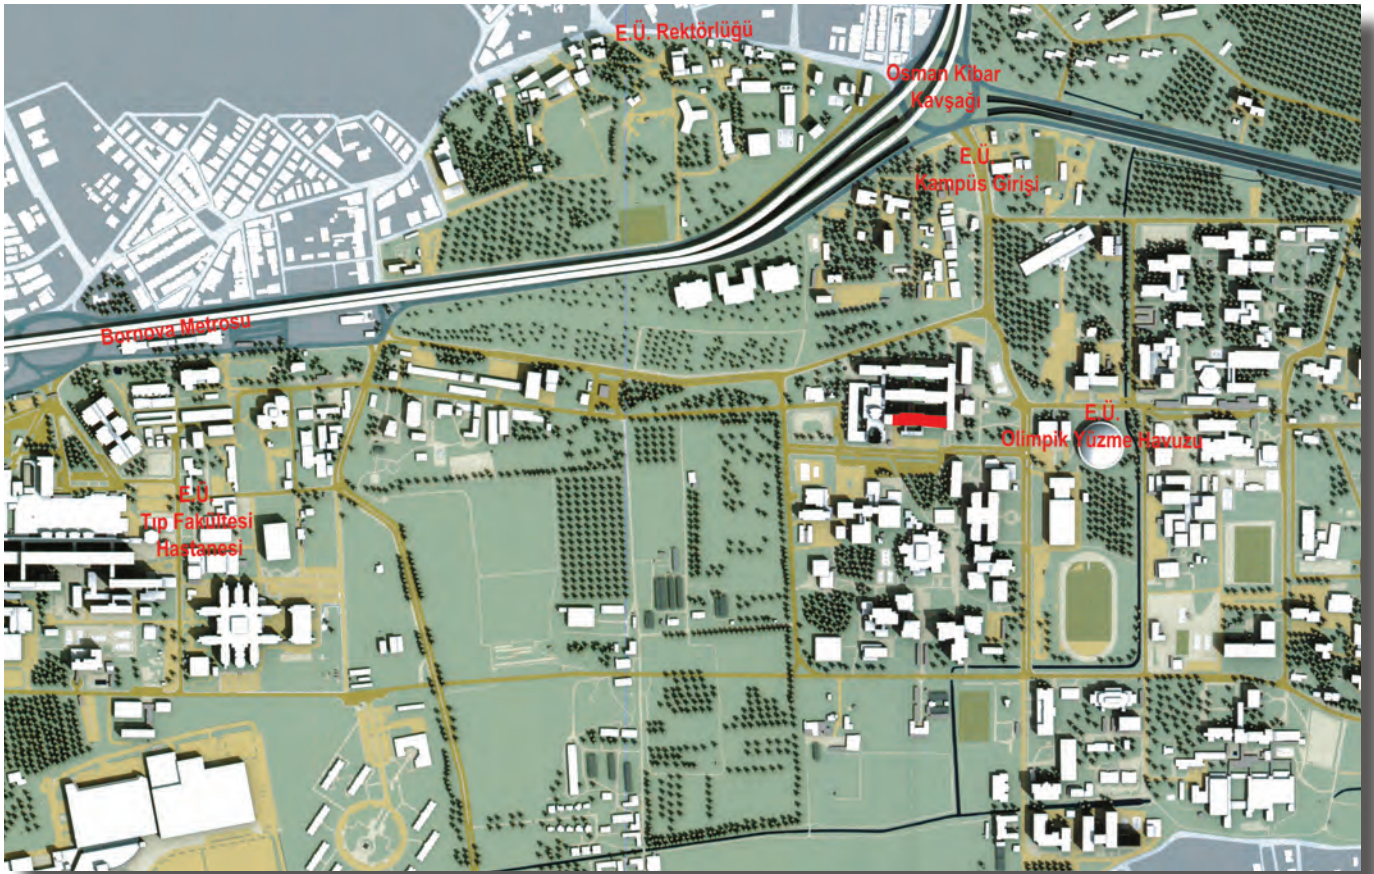 E.Ü. Rektörlüğü
Osman Kibar
Kavşağı
E.Ü.
Kampüs Girişi
Bornova Metrosu
E.Ü.
Olimpik Yüzme Havuzu
E.Ü.
Tıp Fakültesi
Hastanesi